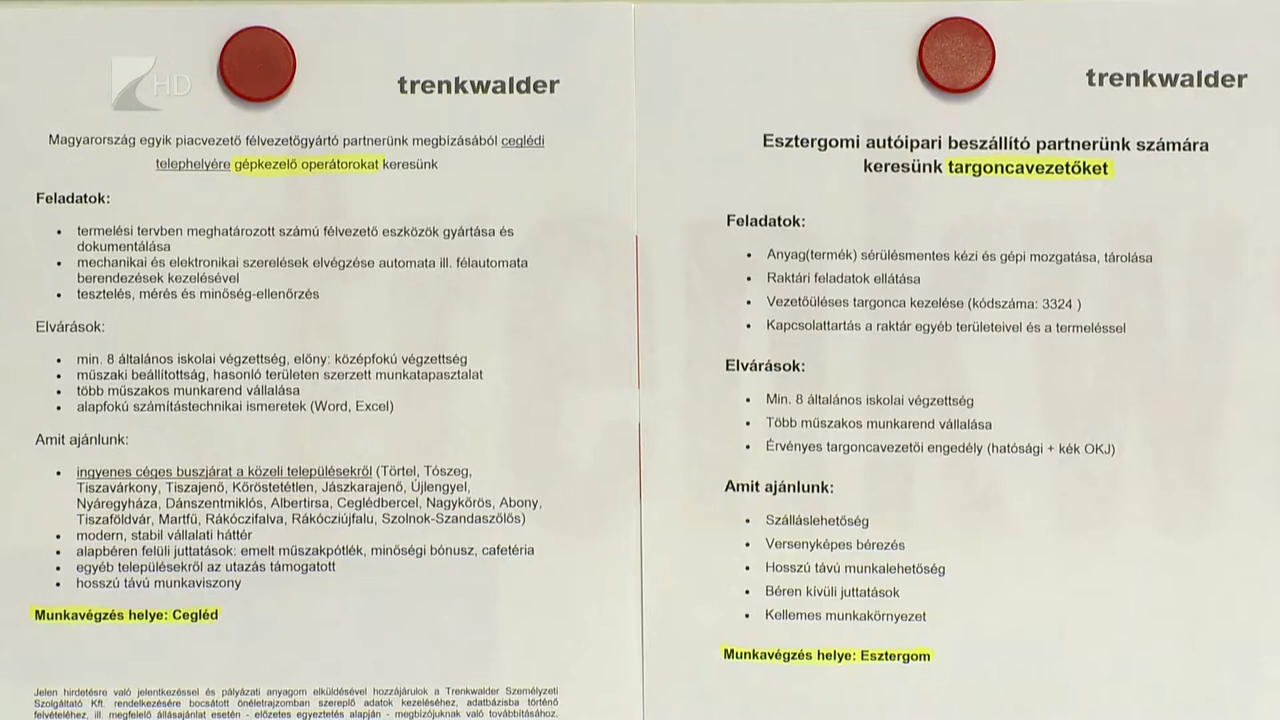 HD
trenkwalder
Magyarország egyik piacvezető félvezetőgyártó partnerünk megbízásából ceglédi
telephelyére gépkezelő operátorokat keresünk
Feladatok:
• termelési tervben meghatározott számú félvezető eszközök gyártása és
dokumentálása
• mechanikai és elektronikai szerelések elvégzése automata ill. félautomata
berendezések kezelésével
• tesztelés, mérés és minőség-ellenőrzés
Elvárások:
• min. 8 általános iskolai végzettség, előny: középfokú végzettség
• műszaki beállítottság, hasonló területen szerzett munkatapasztalat
• több műszakos munkarend vállalása
• alapfokú számítástechnikai ismeretek (Word, Excel)
Amit ajánlunk:
• ingyenes céges buszjárat a közeli településekről (Törtel, Tószeg,
Tiszavárkony, Tiszajenő, Kőröstetétlen, Jászkarajenő, Újlengyel,
Nyáregyháza, Dánszentmiklós, Albertirsa, Ceglédbercel, Nagykőrös, Abony,
Tiszaföldvár, Martfű, Rákóczifalva, Rákócziújfalu, Szolnok-Szandaszőlős)
• modern, stabil vállalati háttér
• alapbéren felüli juttatások: emelt műszakpótlék, minőségi bónusz, cafetéria
• egyéb településekről az utazás támogatott
• hosszú távú munkaviszony
Munkavégzés helye: Cegléd
Jelen hirdetésre való jelentkezéssel és pályázati anyagom elküldésével hozzájárulok a Trenkwalder Személyzeti
Szolgáltató Kft. rendelkezésére bocsátott önéletrajzomban szereplő adatok kezeléséhez, adatbázisba történő
felvételéhez, ill. megfelelő állásajánlat esetén - előzetes egyeztetés alapján - megbízójuknak való továbbításához.
trenkwalder
Esztergomi autóipari beszállító partnerünk számára
keresünk targoncavezetőket
Feladatok:
• Anyag(termék) sérülésmentes kézi és gépi mozgatása, tárolása
• Raktári feladatok ellátása
• Vezetőüléses targonca kezelése (kódszáma: 3324 )
• Kapcsolattartás a raktár egyéb területeivel és a termeléssel
Elvárások:
• Min. 8 általános iskolai végzettség
• Több műszakos munkarend vállalása
• Érvényes targoncavezetői engedély (hatósági + kék OKJ)
Amit ajánlunk:
• Szálláslehetőség
• Versenyképes bérezés
• Hosszú távú munkalehetőség
• Béren kívüli juttatások
• Kellemes munkakörnyezet
Munkavégzés helye: Esztergom